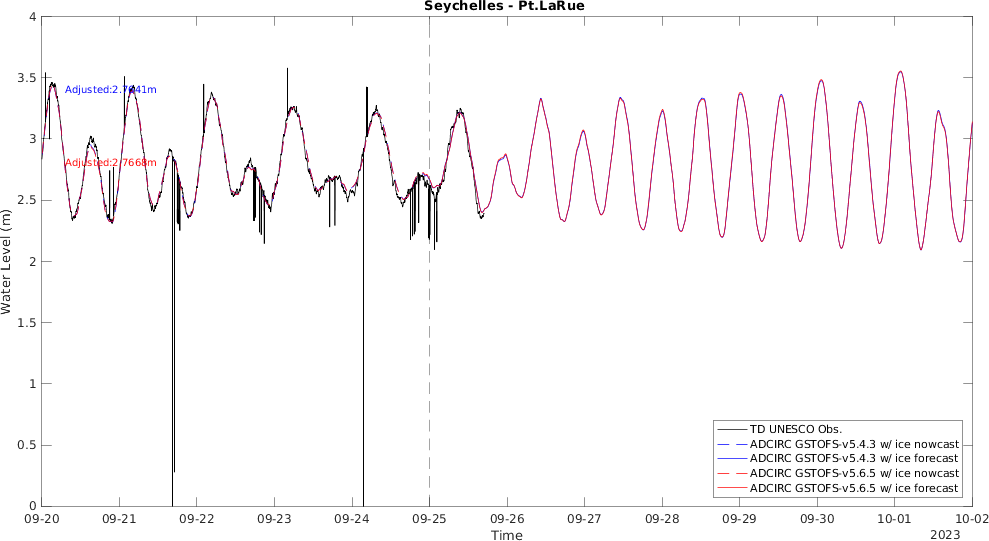 Seychelles - Pt.LaRue
4
3.5
3
2.5
2
1.5
1
0.5
0
Water Level (m)
Adjusted:2.7641m
Adjusted:2.7668m
TD UNESCO Obs.
ADCIRC GSTOFS-v5.4.3 w/ ice nowcast
ADCIRC GSTOFS-v5.4.3 w/ ice forecast
ADCIRC GSTOFS-v5.6.5 w/ ice nowcast
ADCIRC GSTOFS-v5.6.5 w/ ice forecast
09-20 09-21 09-22 09-23 09-24 09-25 09-26 09-27 09-28 09-29 09-30 10-01 10-02
Time
2023